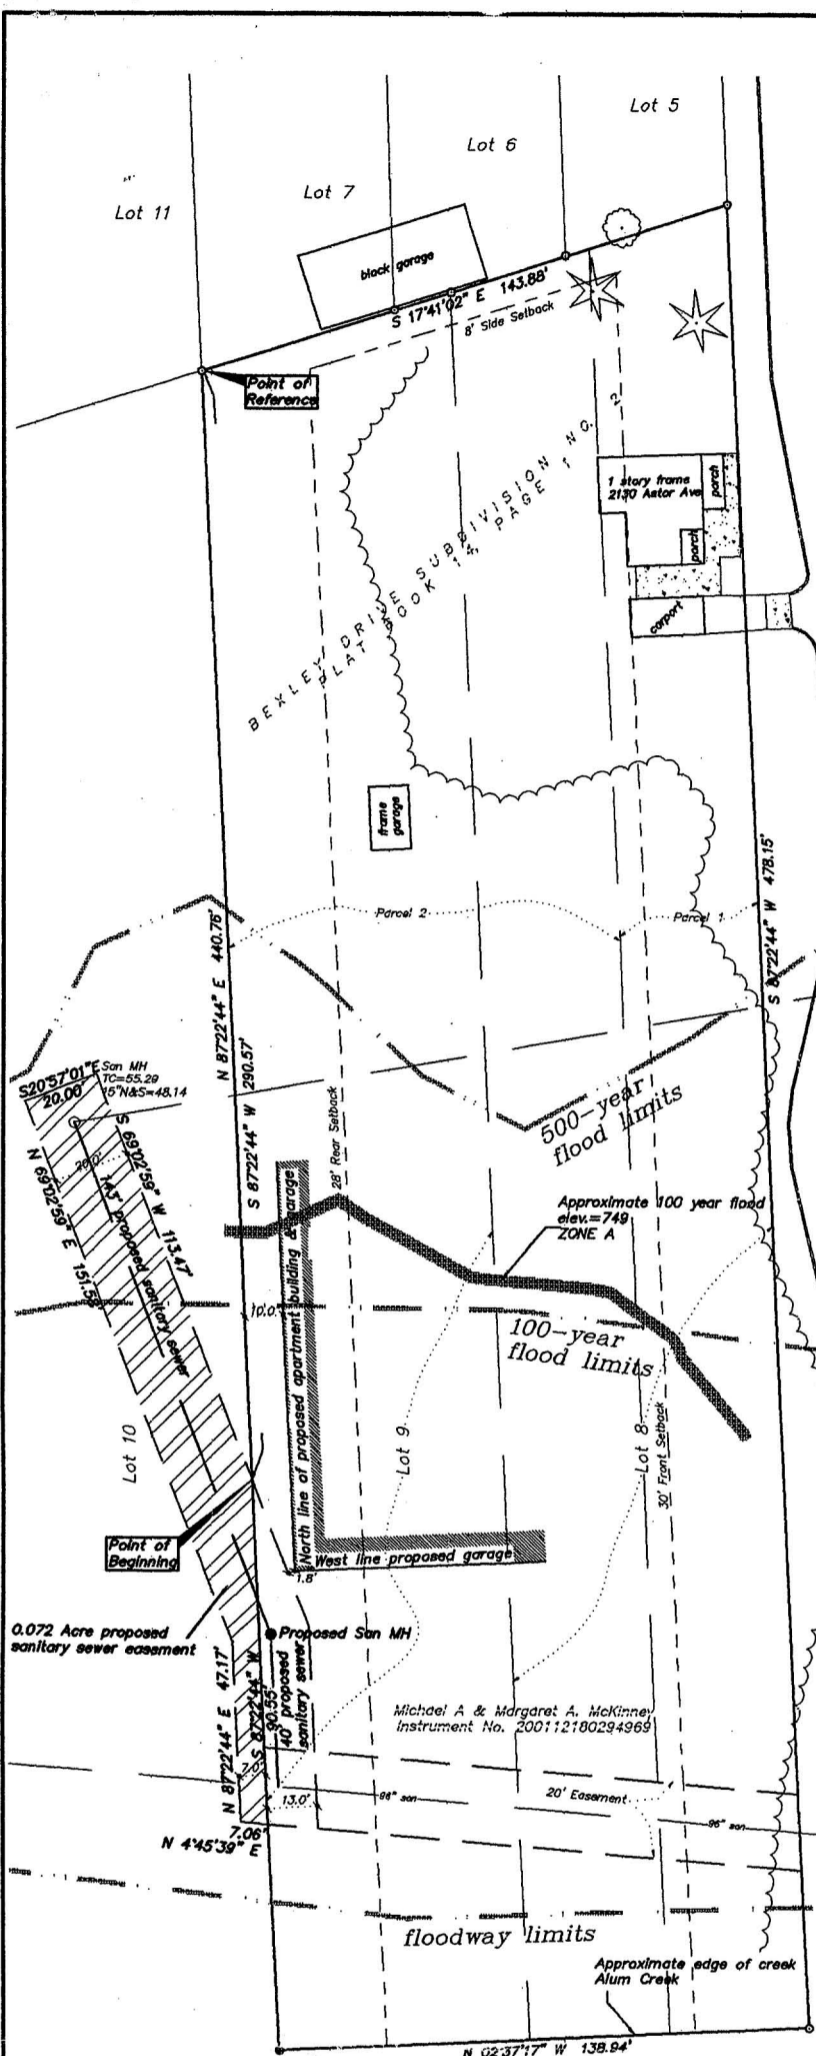 Lot 5
Lot 6
Lot 7
Lot 11
block garage
S 17°41'02" E 143.88'
8' Side Setback
Point of
Reference
BEXLEY DRIVE SUBDIVISION NO. 2
PLAT BOOK 14, PAGE 1
1 story frame
2130 Astor Ave
porch
porch
carport
frame
garage
S 87°22'44" W 478.15'
Parcel 2
Parcel 1
N 87°22'44" E 440.76'
S 87°22'44" W 290.57'
S20°57'01"E
20.00'
San MH
TC=55.29
15"N&S=48.14
500-year
flood limits
28' Rear Setback
20.0'
S 69°02'59" W 113.47'
143' proposed sanitary sewer
N 69°02'59" E 151.58'
Approximate 100 year flood
elev.=749
ZONE A
10.0'
North line of proposed apartment building & garage
100-year
flood limits
Lot 10
Lot 9
Lot 8
30' Front Setback
Point of
Beginning
West line proposed garage
1.8'
0.072 Acre proposed
sanitary sewer easement
Proposed San MH
N 87°22'44" E 47.17'
S 87°22'44" W
90.55'
40' proposed
sanitary sewer
Michael A & Margaret A. McKinney
Instrument No. 200112180294969
7.0'
13.0'
96" san
20' Easement
96" san
7.06'
N 4°45'39" E
floodway limits
Approximate edge of creek
Alum Creek
N 02°37'17" W 138.94'